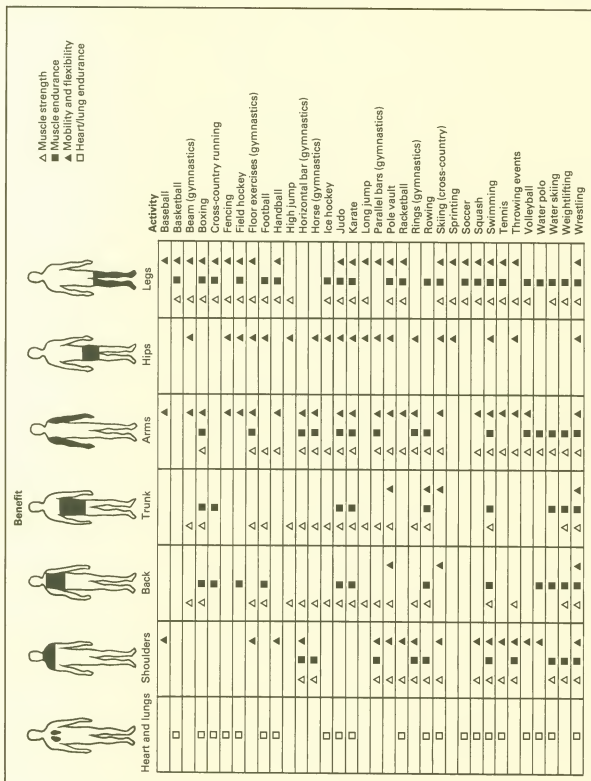 Benefit
△ Muscle strength
■ Muscle endurance
▲ Mobility and flexibility
□ Heart/lung endurance
Heart and lungs
Shoulders
Back
Trunk
Arms
Hips
Legs
Activity
Baseball
Basketball
Beam (gymnastics)
Boxing
Cross-country running
Fencing
Field hockey
Floor exercises (gymnastics)
Football
Handball
High jump
Horizontal bar (gymnastics)
Horse (gymnastics)
Ice hockey
Judo
Karate
Long jump
Parallel bars (gymnastics)
Pole vault
Racketball
Rings (gymnastics)
Rowing
Skiing (cross-country)
Sprinting
Soccer
Squash
Swimming
Tennis
Throwing events
Volleyball
Water polo
Water skiing
Weightlifting
Wrestling